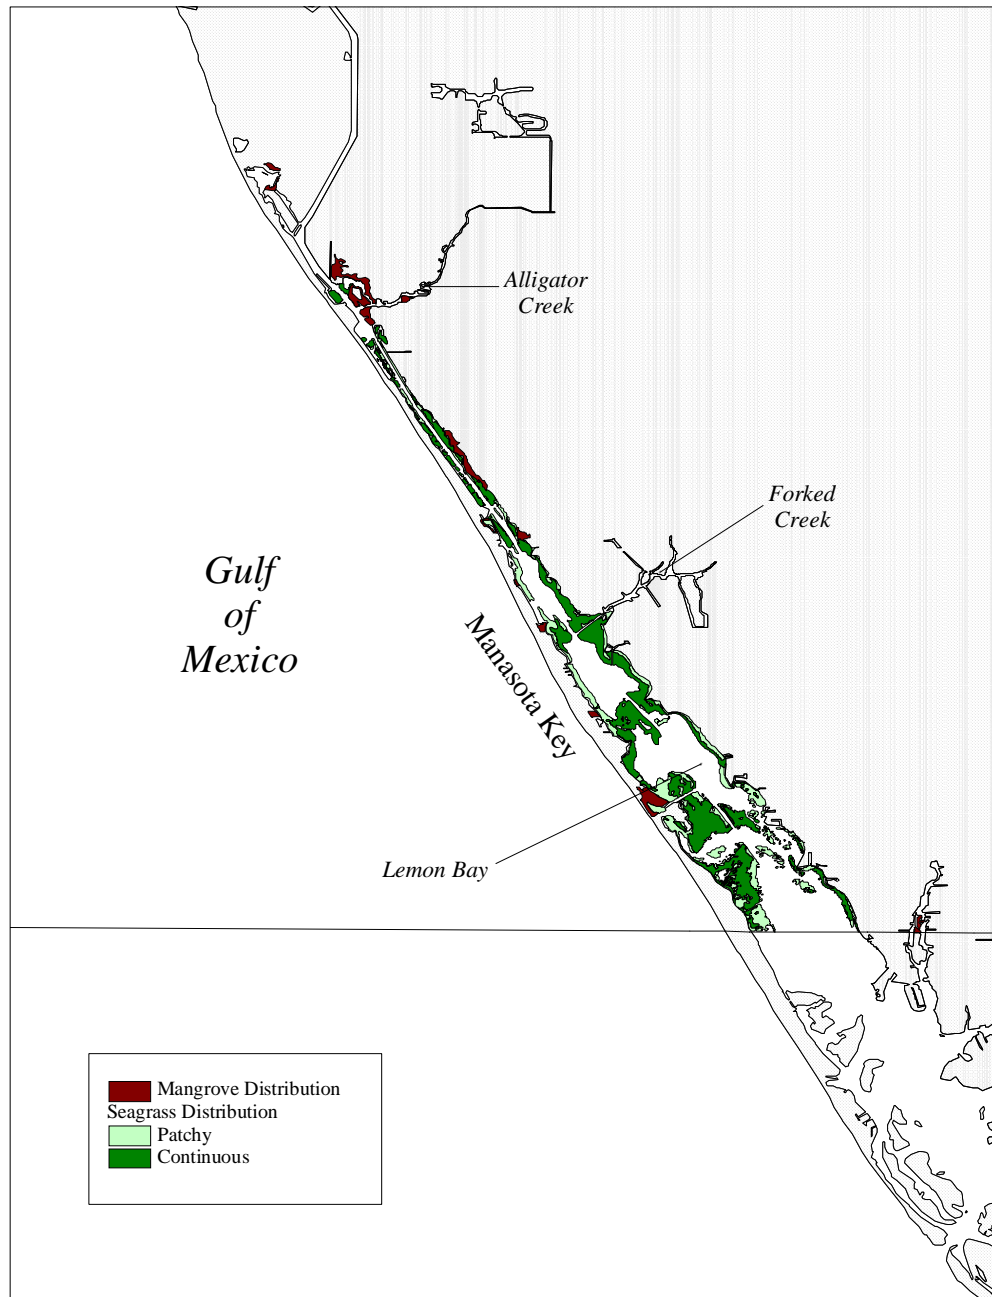 Alligator
Creek
Forked
Creek
Gulf
of
Mexico
Manasota Key
Lemon Bay
Mangrove Distribution
Seagrass Distribution
Patchy
Continuous